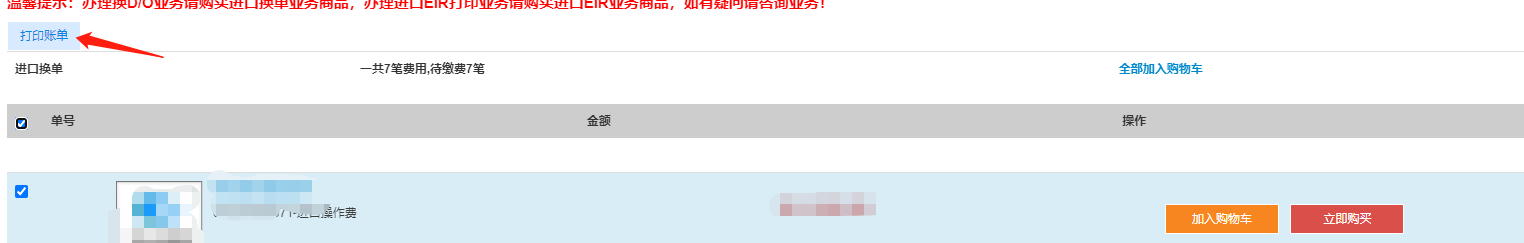 温馨提示：办理换D/O业务请购买进口换单业务商品，办理进口EIR打印业务请购买进口EIR业务商品，如有疑问请咨询业务！
打印账单
进口换单 一共7笔费用,待缴费7笔 全部加入购物车
单号 金额 操作
71-进口操作费
加入购物车 立即购买